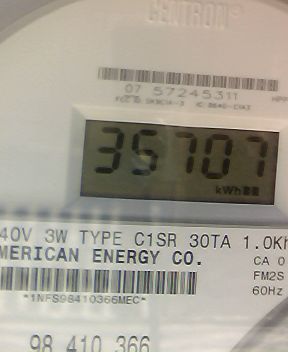 CENTRON®
07 57245311
35707
kWh
40V 3W TYPE C1SR 30TA 1.0Kh
MERICAN ENERGY CO.
CA 0
FM2S
60Hz
*1NFS98410366MEC*
98 410 366